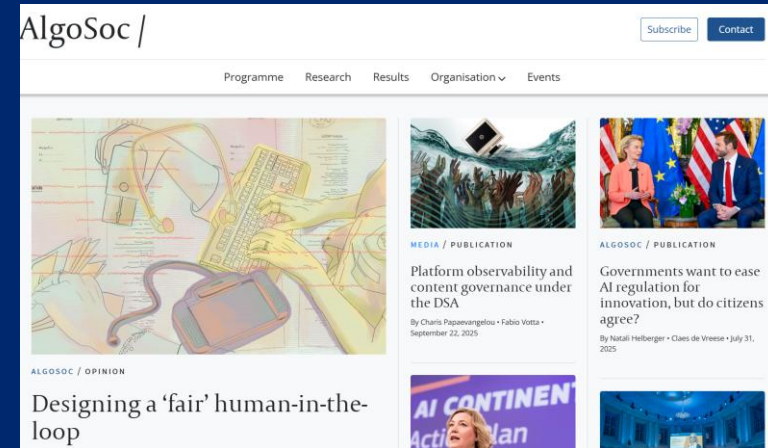 AlgoSoc /
Subscribe
Contact
Programme
Research
Results
Organisation
Events
ALGOSOC / OPINION
Designing a ‘fair’ human-in-the-
loop
MEDIA / PUBLICATION
Platform observability and
content governance under
the DSA
By Charis Papaevangelou • Fabio Votta •
September 22, 2025
AI CONTINENT
Action Plan
ALGOSOC / PUBLICATION
Governments want to ease
AI regulation for
innovation, but do citizens
agree?
By Natali Helberger • Claes de Vreese • July 31,
2025